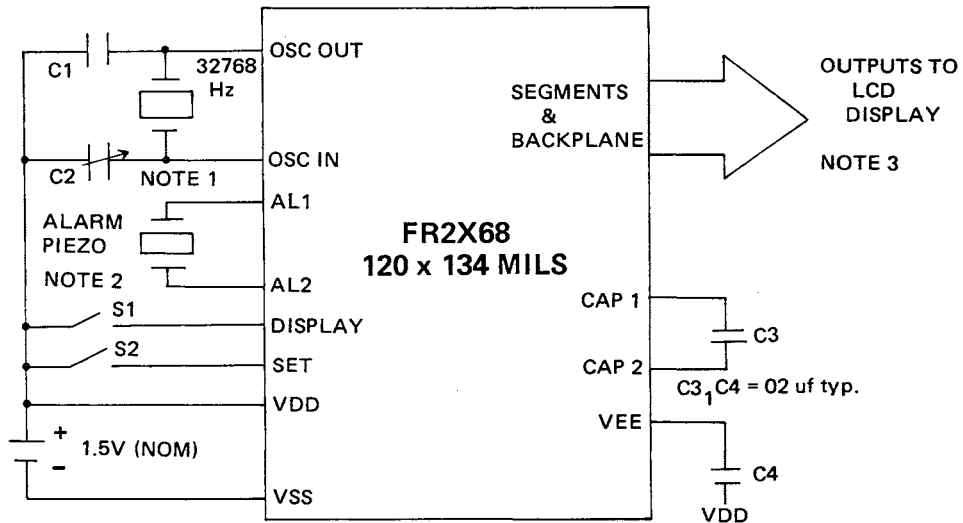 C1
32768
Hz
OSC OUT
C2
NOTE 1
OSC IN
ALARM
PIEZO
NOTE 2
AL1
AL2
S1
DISPLAY
S2
SET
VDD
+
1.5V (NOM)
-
VSS
FR2X68
120 x 134 MILS
SEGMENTS
&
BACKPLANE
OUTPUTS TO
LCD
DISPLAY
NOTE 3
CAP 1
C3
CAP 2
C3,C4 = 02 uf typ.
VEE
C4
VDD